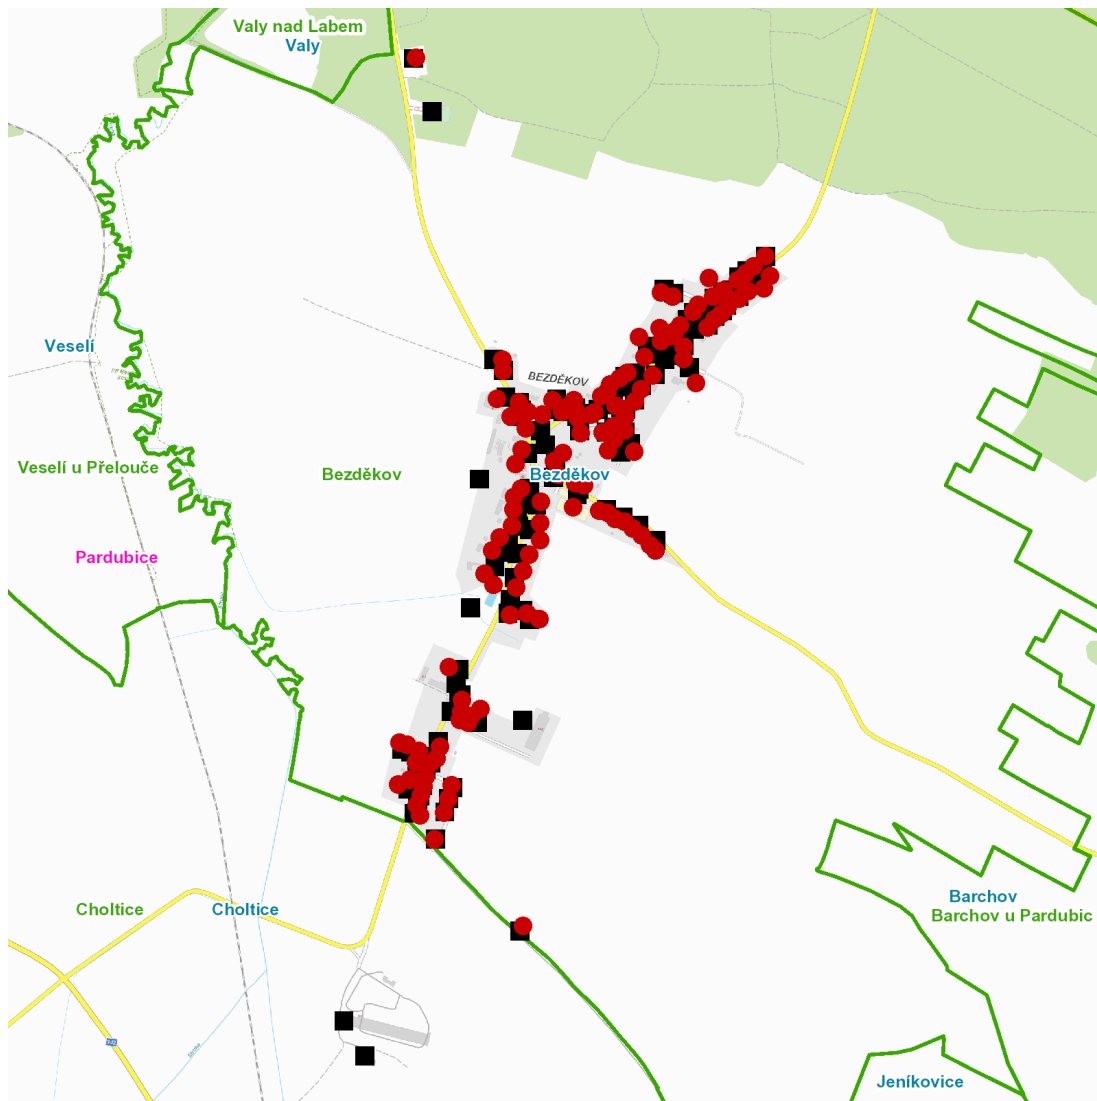 Valy nad Labem
Valy
BEZDĚKOV
Veselí
Veselí u Přelouče
Bezděkov
Bezděkov
Pardubice
Choltice
Choltice
Barchov
Barchov u Pardubic
Jeníkovice